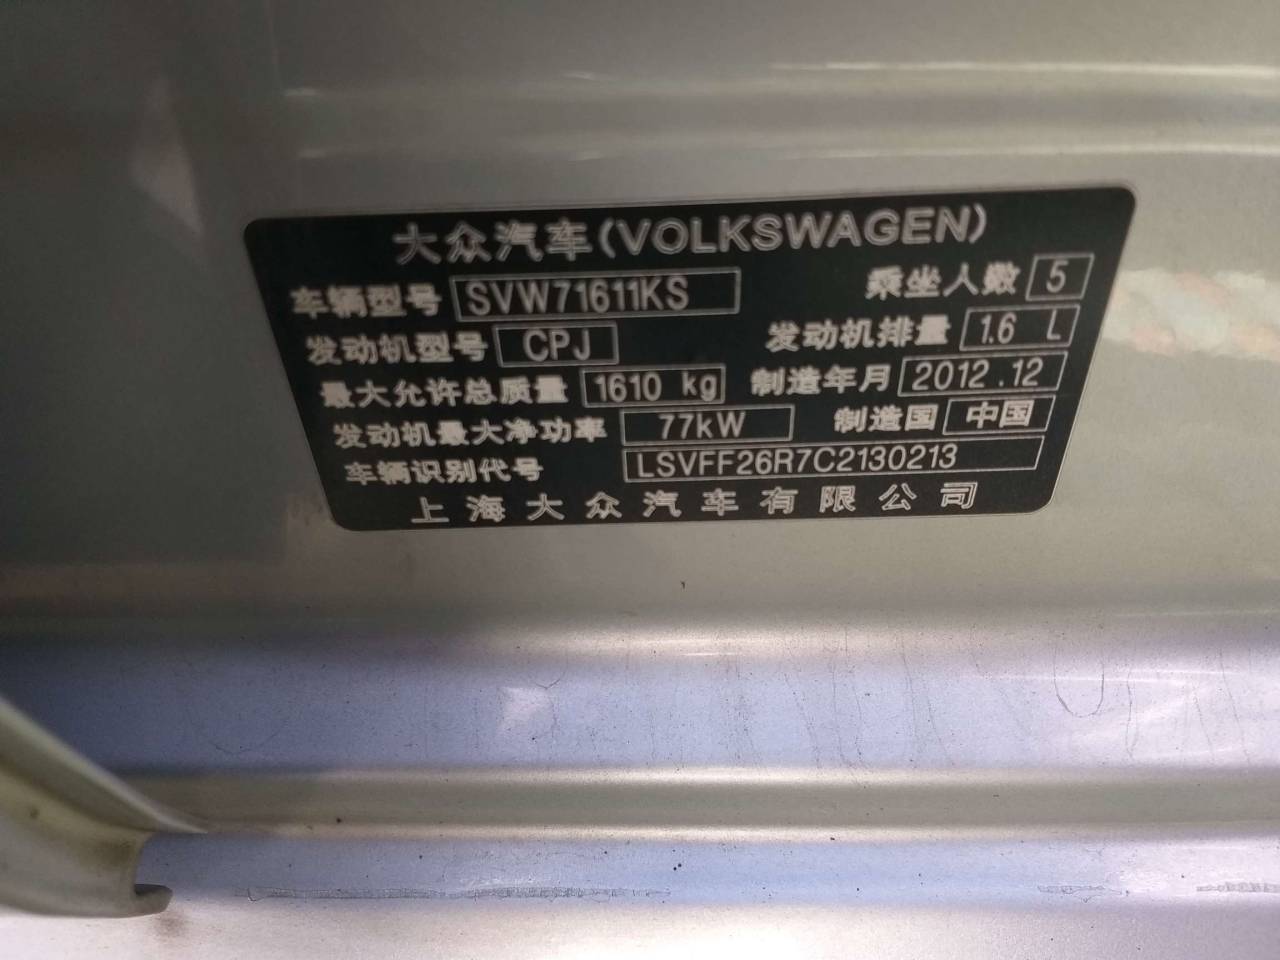 大众汽车(VOLKSWAGEN)
车辆型号 SVW71611KS 乘坐人数 5
发动机型号 CPJ 发动机排量 1.6 L
最大允许总质量 1610 kg 制造年月 2012.12
发动机最大净功率 77kW 制造国 中国
车辆识别代号 LSVFF26R7C2130213
上海大众汽车有限公司